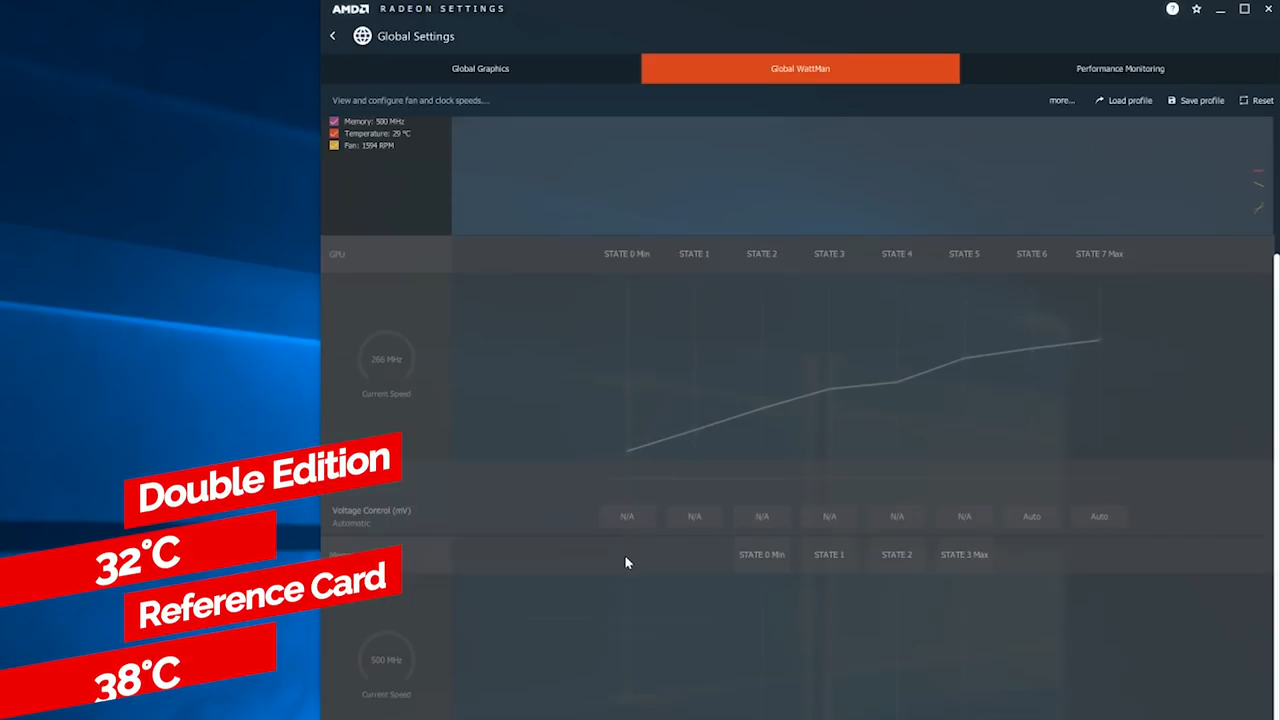 AMD RADEON SETTINGS
Global Settings
Global Graphics Global WattMan Performance Monitoring
View and configure fan and clock speeds.... more... Load profile Save profile Reset
Memory: 500 MHz
Temperature: 29 °C
Fan: 1594 RPM
GPU STATE 0 Min STATE 1 STATE 2 STATE 3 STATE 4 STATE 5 STATE 6 STATE 7 Max
266 MHz
Current Speed
Voltage Control (mV)
Automatic
N/A N/A N/A N/A N/A N/A Auto Auto
STATE 0 Min STATE 1 STATE 2 STATE 3 Max
500 MHz
Current Speed
Double Edition
32°C
Reference Card
38°C